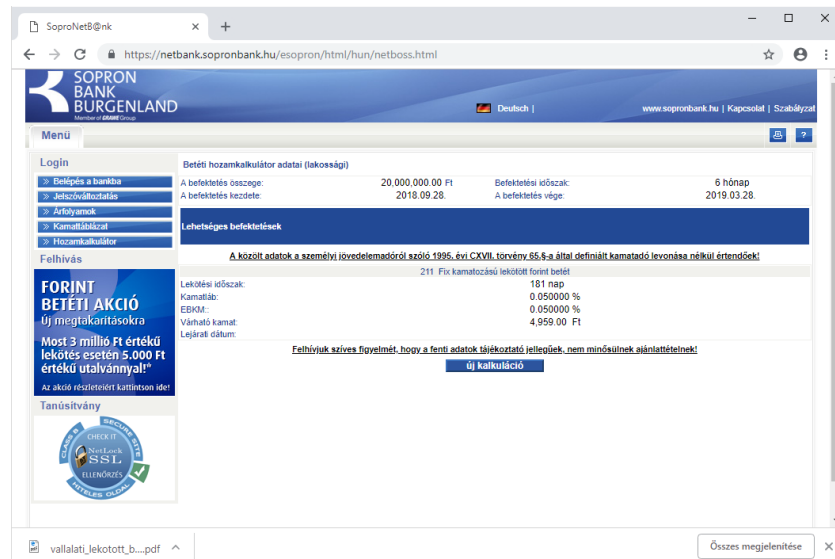 SoproNetB@nk
https://netbank.sopronbank.hu/esopron/html/hun/netboss.html
SOPRON
BANK
BURGENLAND
Member of GRAWE Group
Deutsch |
www.sopronbank.hu | Kapcsolat | Szabályzat
Menü
?
Login
» Belépés a bankba
» Jelszóváltoztatás
» Árfolyamok
» Kamattáblázat
» Hozamkalkulátor
Felhívás
FORINT
BETÉTI AKCIÓ
Új megtakarításokra
Most 3 millió Ft értékű
lekötés esetén 5.000 Ft
értékű utalvánnyal!*
Az akció részleteiért kattintson ide!
Tanúsítvány
CLASS B
SECURE SITE
CHECK IT
NetLock
SSL
ELLENŐRZÉS
HITELES OLDAL
Betéti hozamkalkulátor adatai (lakossági)
A befektetés összege: 20,000,000.00 Ft Befektetési időszak: 6 hónap
A befektetés kezdete: 2018.09.28. A befektetés vége: 2019.03.28.
Lehetséges befektetések
A közölt adatok a személyi jövedelemadóról szóló 1995. évi CXVII. törvény 65.§-a által definiált kamatadó levonása nélkül értendőek!
211 Fix kamatozású lekötött forint betét
Lekötési időszak: 181 nap
Kamatláb: 0.050000 %
EBKM:: 0.050000 %
Várható kamat: 4,959.00 Ft
Lejárati dátum:
Felhívjuk szíves figyelmét, hogy a fenti adatok tájékoztató jellegűek, nem minősülnek ajánlattételnek!
új kalkuláció
vallalati_lekotott_b....pdf
Összes megjelenítése